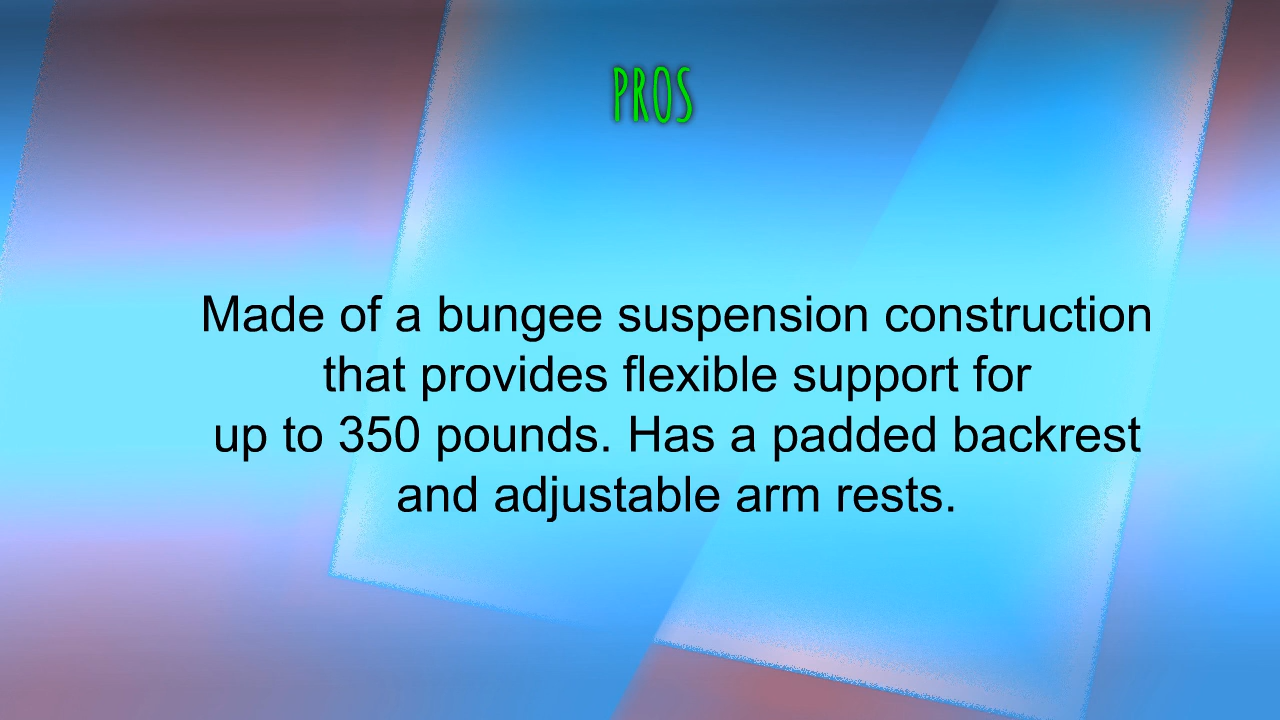 PROS
Made of a bungee suspension construction
that provides flexible support for
up to 350 pounds. Has a padded backrest
and adjustable arm rests.